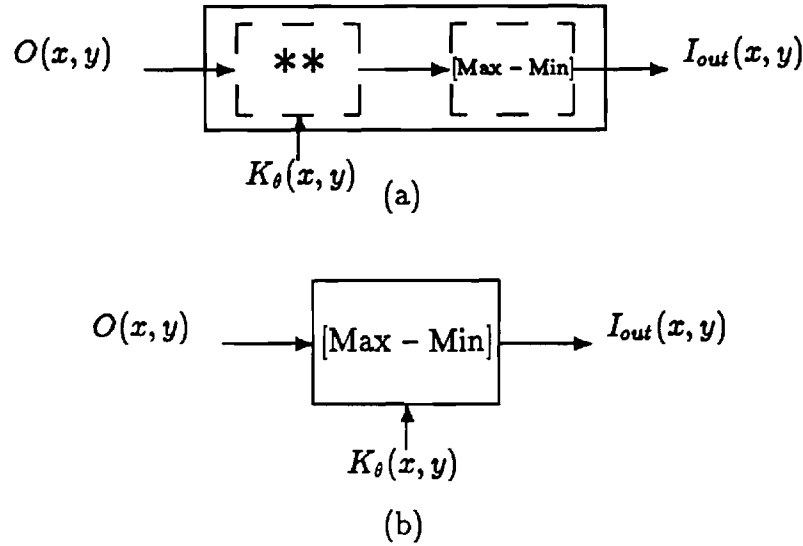 O(x, y) ** [Max – Min] I_out(x, y)
K_θ(x, y)
(a)
O(x, y) [Max – Min] I_out(x, y)
K_θ(x, y)
(b)